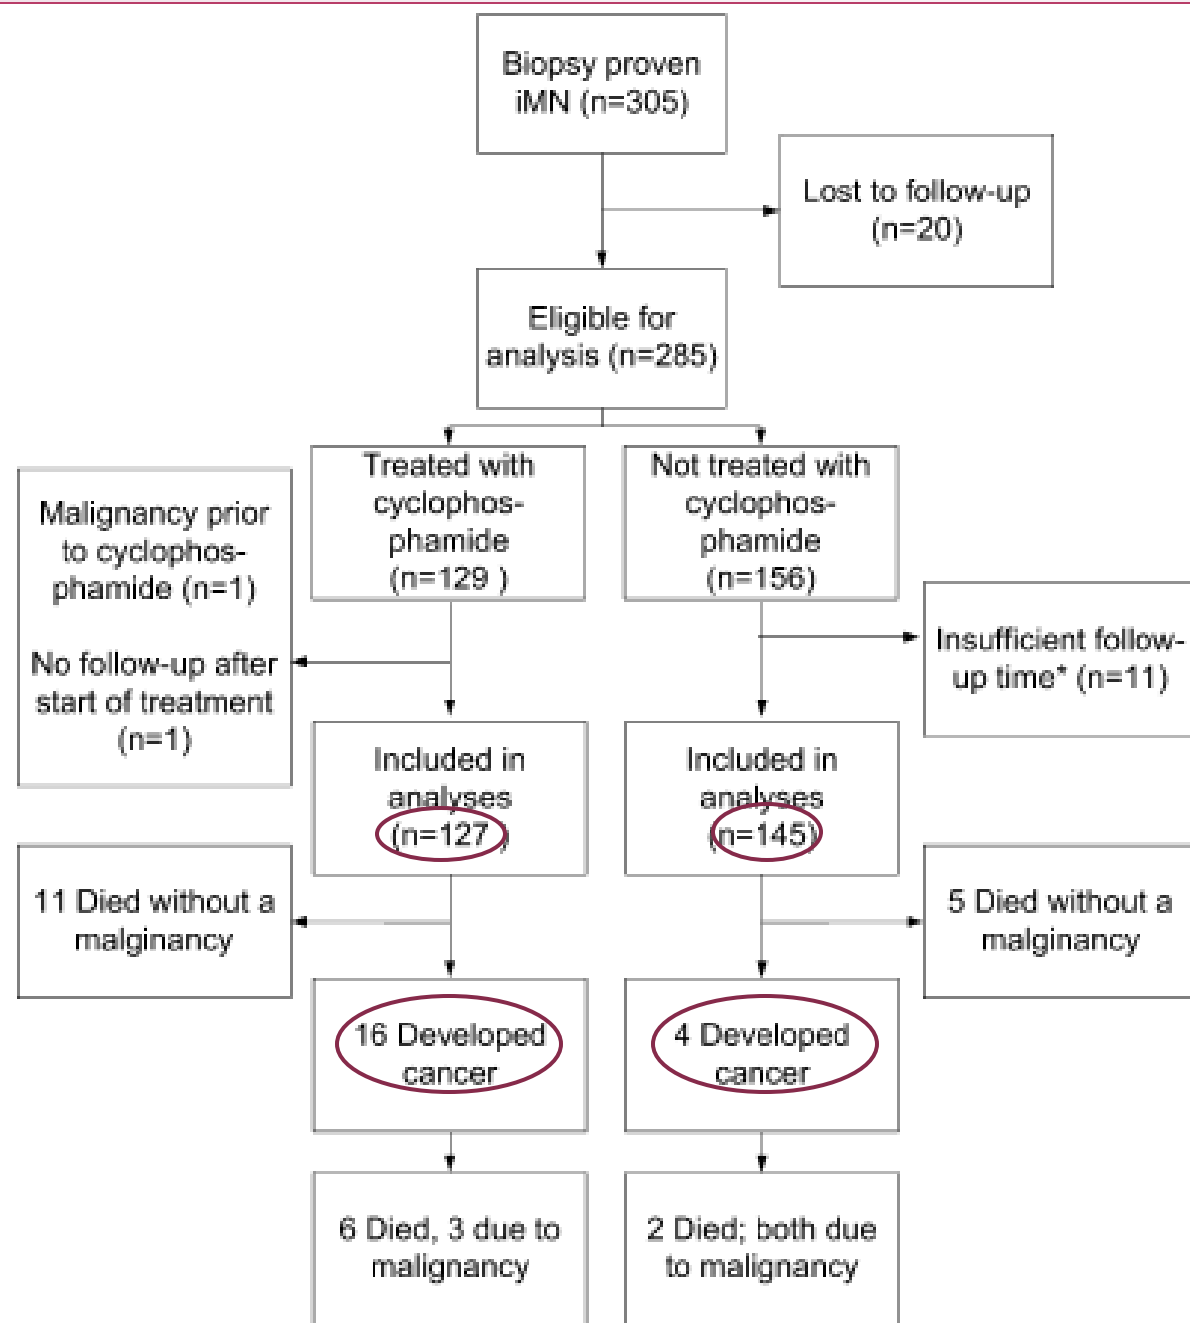 Biopsy proven
iMN (n=305)
Lost to follow-up
(n=20)
Eligible for
analysis (n=285)
Treated with
cyclophos-
phamide
(n=129 )
Not treated with
cyclophos-
phamide
(n=156)
Malignancy prior
to cyclophos-
phamide (n=1)
No follow-up after
start of treatment
(n=1)
Insufficient follow-
up time* (n=11)
Included in
analyses
(n=127 )
Included in
analyses
(n=145)
11 Died without a
malginancy
5 Died without a
malginancy
16 Developed
cancer
4 Developed
cancer
6 Died, 3 due to
malignancy
2 Died; both due
to malignancy